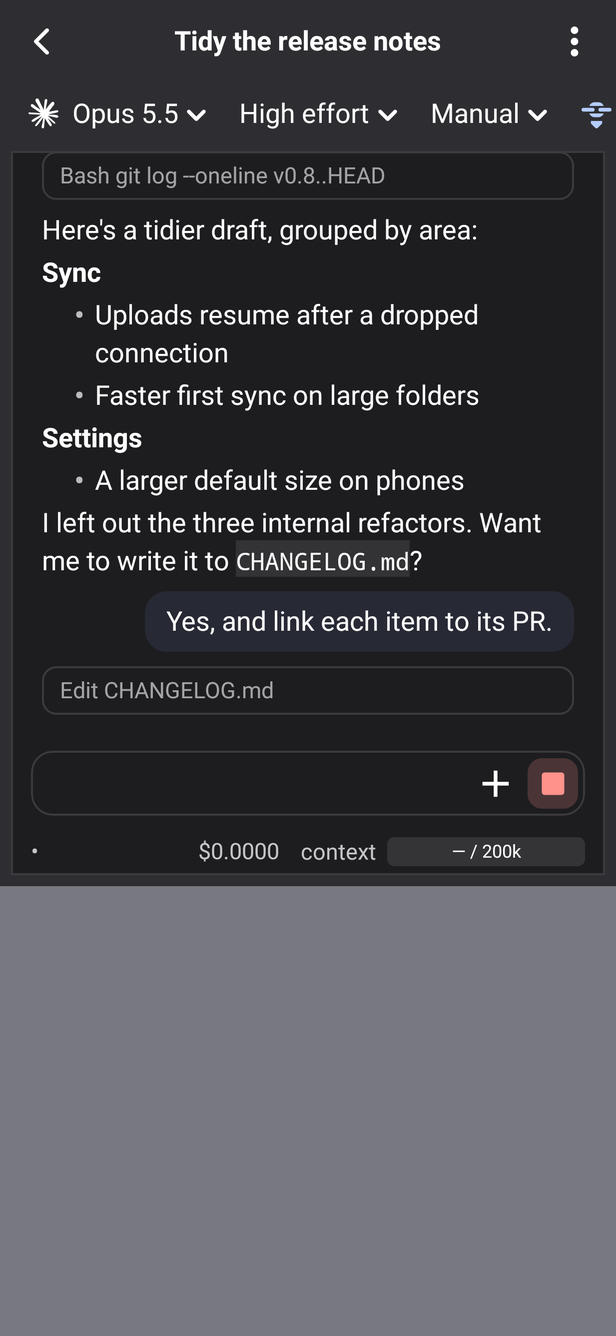 Tidy the release notes
Opus 5.5 High effort Manual
Bash git log --oneline v0.8..HEAD
Here's a tidier draft, grouped by area:
Sync
• Uploads resume after a dropped
connection
• Faster first sync on large folders
Settings
• A larger default size on phones
I left out the three internal refactors. Want
me to write it to CHANGELOG.md?
Yes, and link each item to its PR.
Edit CHANGELOG.md
$0.0000 context — / 200k